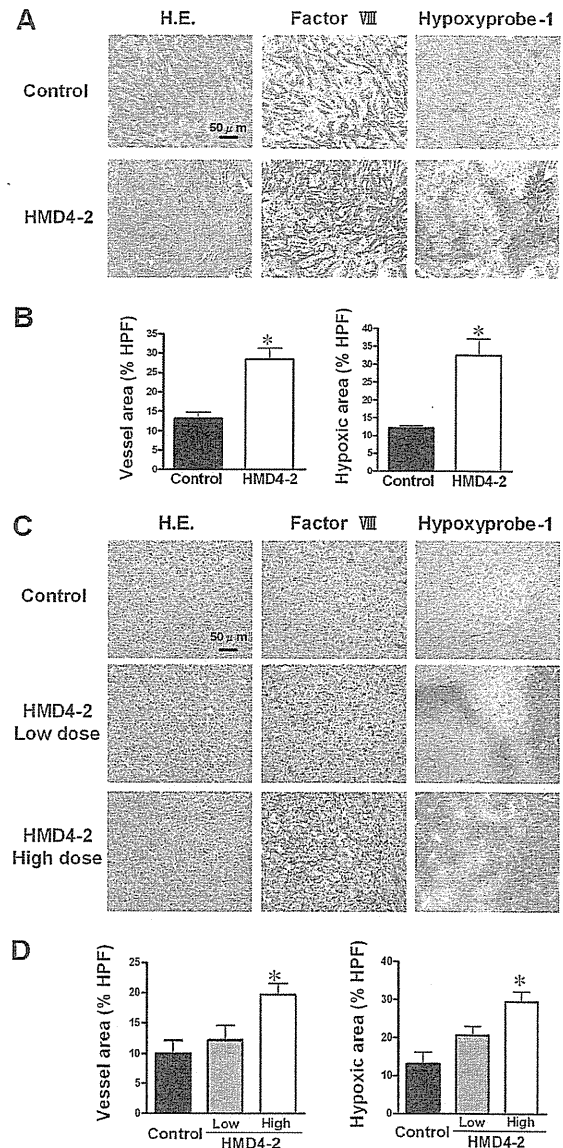 A
H.E. Factor Ⅷ Hypoxyprobe-1
Control
50 μm
HMD4-2
B
Vessel area (% HPF)
35
30
25
20
15
10
5
0
Control HMD4-2
*
Hypoxic area (% HPF)
40
35
30
25
20
15
10
5
0
Control HMD4-2
*
C
H.E. Factor Ⅷ Hypoxyprobe-1
Control
50 μm
HMD4-2
Low dose
HMD4-2
High dose
D
Vessel area (% HPF)
25
20
15
10
5
0
*
Control Low High
HMD4-2
Hypoxic area (% HPF)
40
30
20
10
0
*
Control Low High
HMD4-2